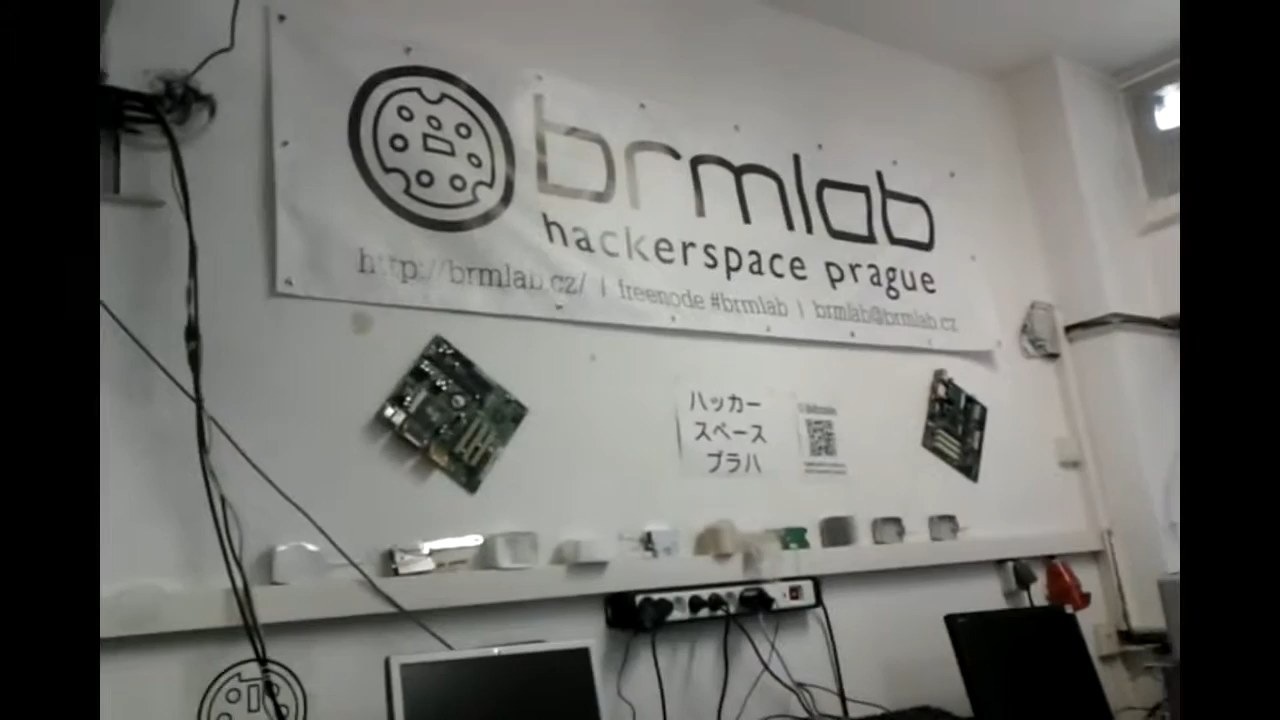 brmlab
hackerspace prague
http://brmlab.cz/ | freenode #brmlab | brmlab@brmlab.cz
ハッカー
スペース
プラハ